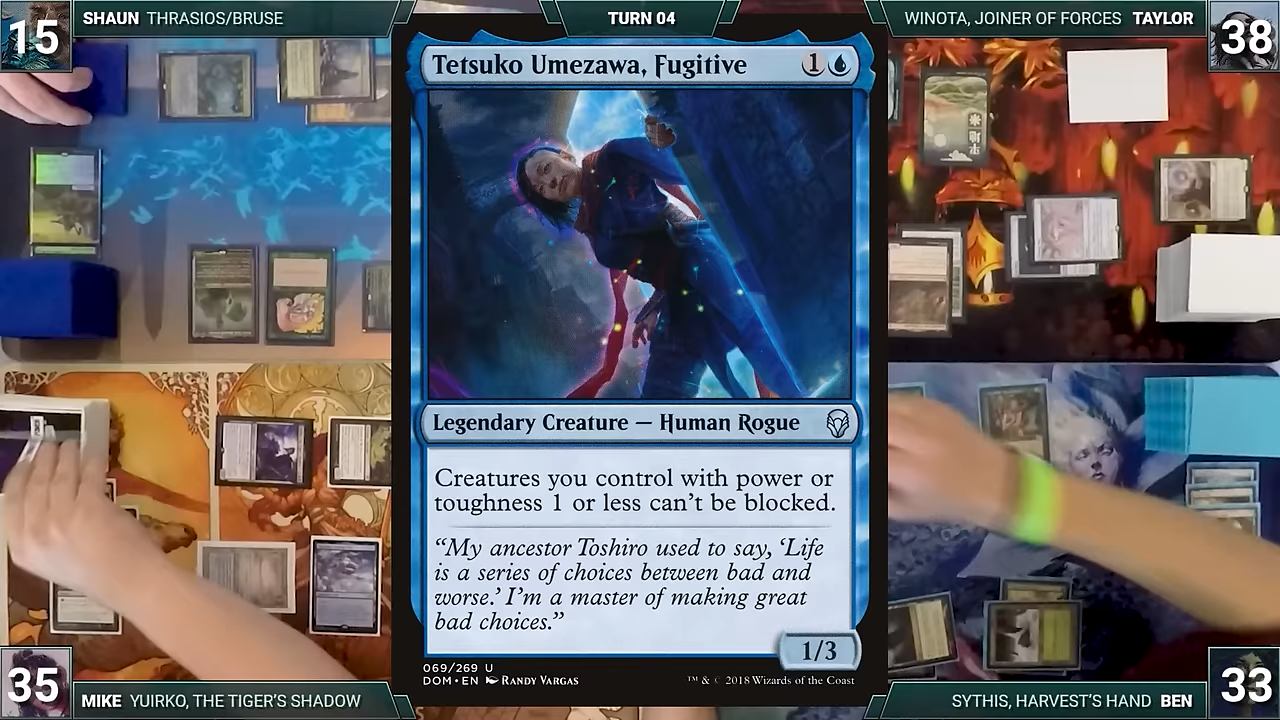 15
SHAUN THRASIOS/BRUSE
TURN 04
WINOTA, JOINER OF FORCES TAYLOR
38
Tetsuko Umezawa, Fugitive 1
Legendary Creature — Human Rogue
Creatures you control with power or
toughness 1 or less can't be blocked.
“My ancestor Toshiro used to say, ‘Life
is a series of choices between bad and
worse.’ I’m a master of making great
bad choices.”
1/3
069/269 U
DOM • EN RANDY VARGAS
™ & © 2018 Wizards of the Coast
35
MIKE YUIRKO, THE TIGER'S SHADOW
SYTHIS, HARVEST'S HAND BEN
33